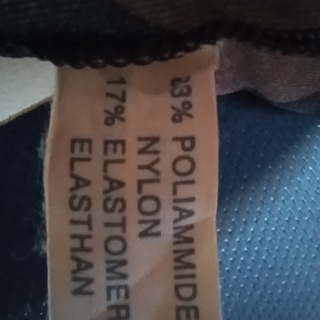 83% POLIAMMIDE
NYLON
17% ELASTOMER
ELASTHAN